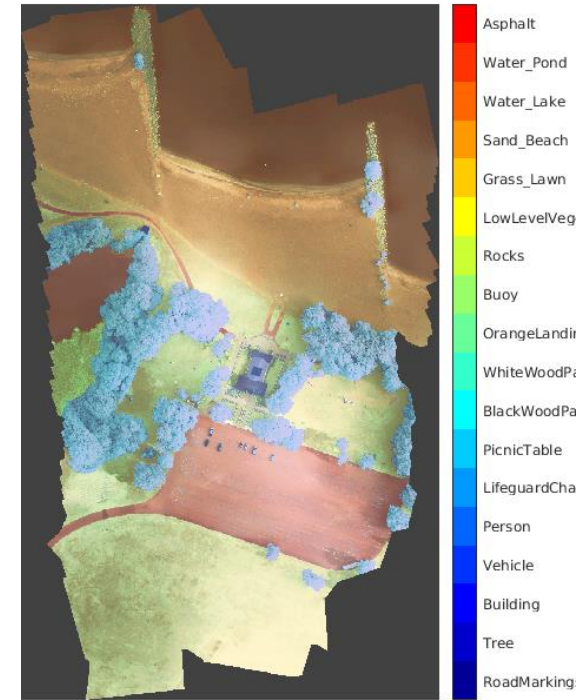 Asphalt
Water_Pond
Water_Lake
Sand_Beach
Grass_Lawn
LowLevelVeg
Rocks
Buoy
OrangeLandin
WhiteWoodPa
BlackWoodPa
PicnicTable
LifeguardCha
Person
Vehicle
Building
Tree
RoadMarking